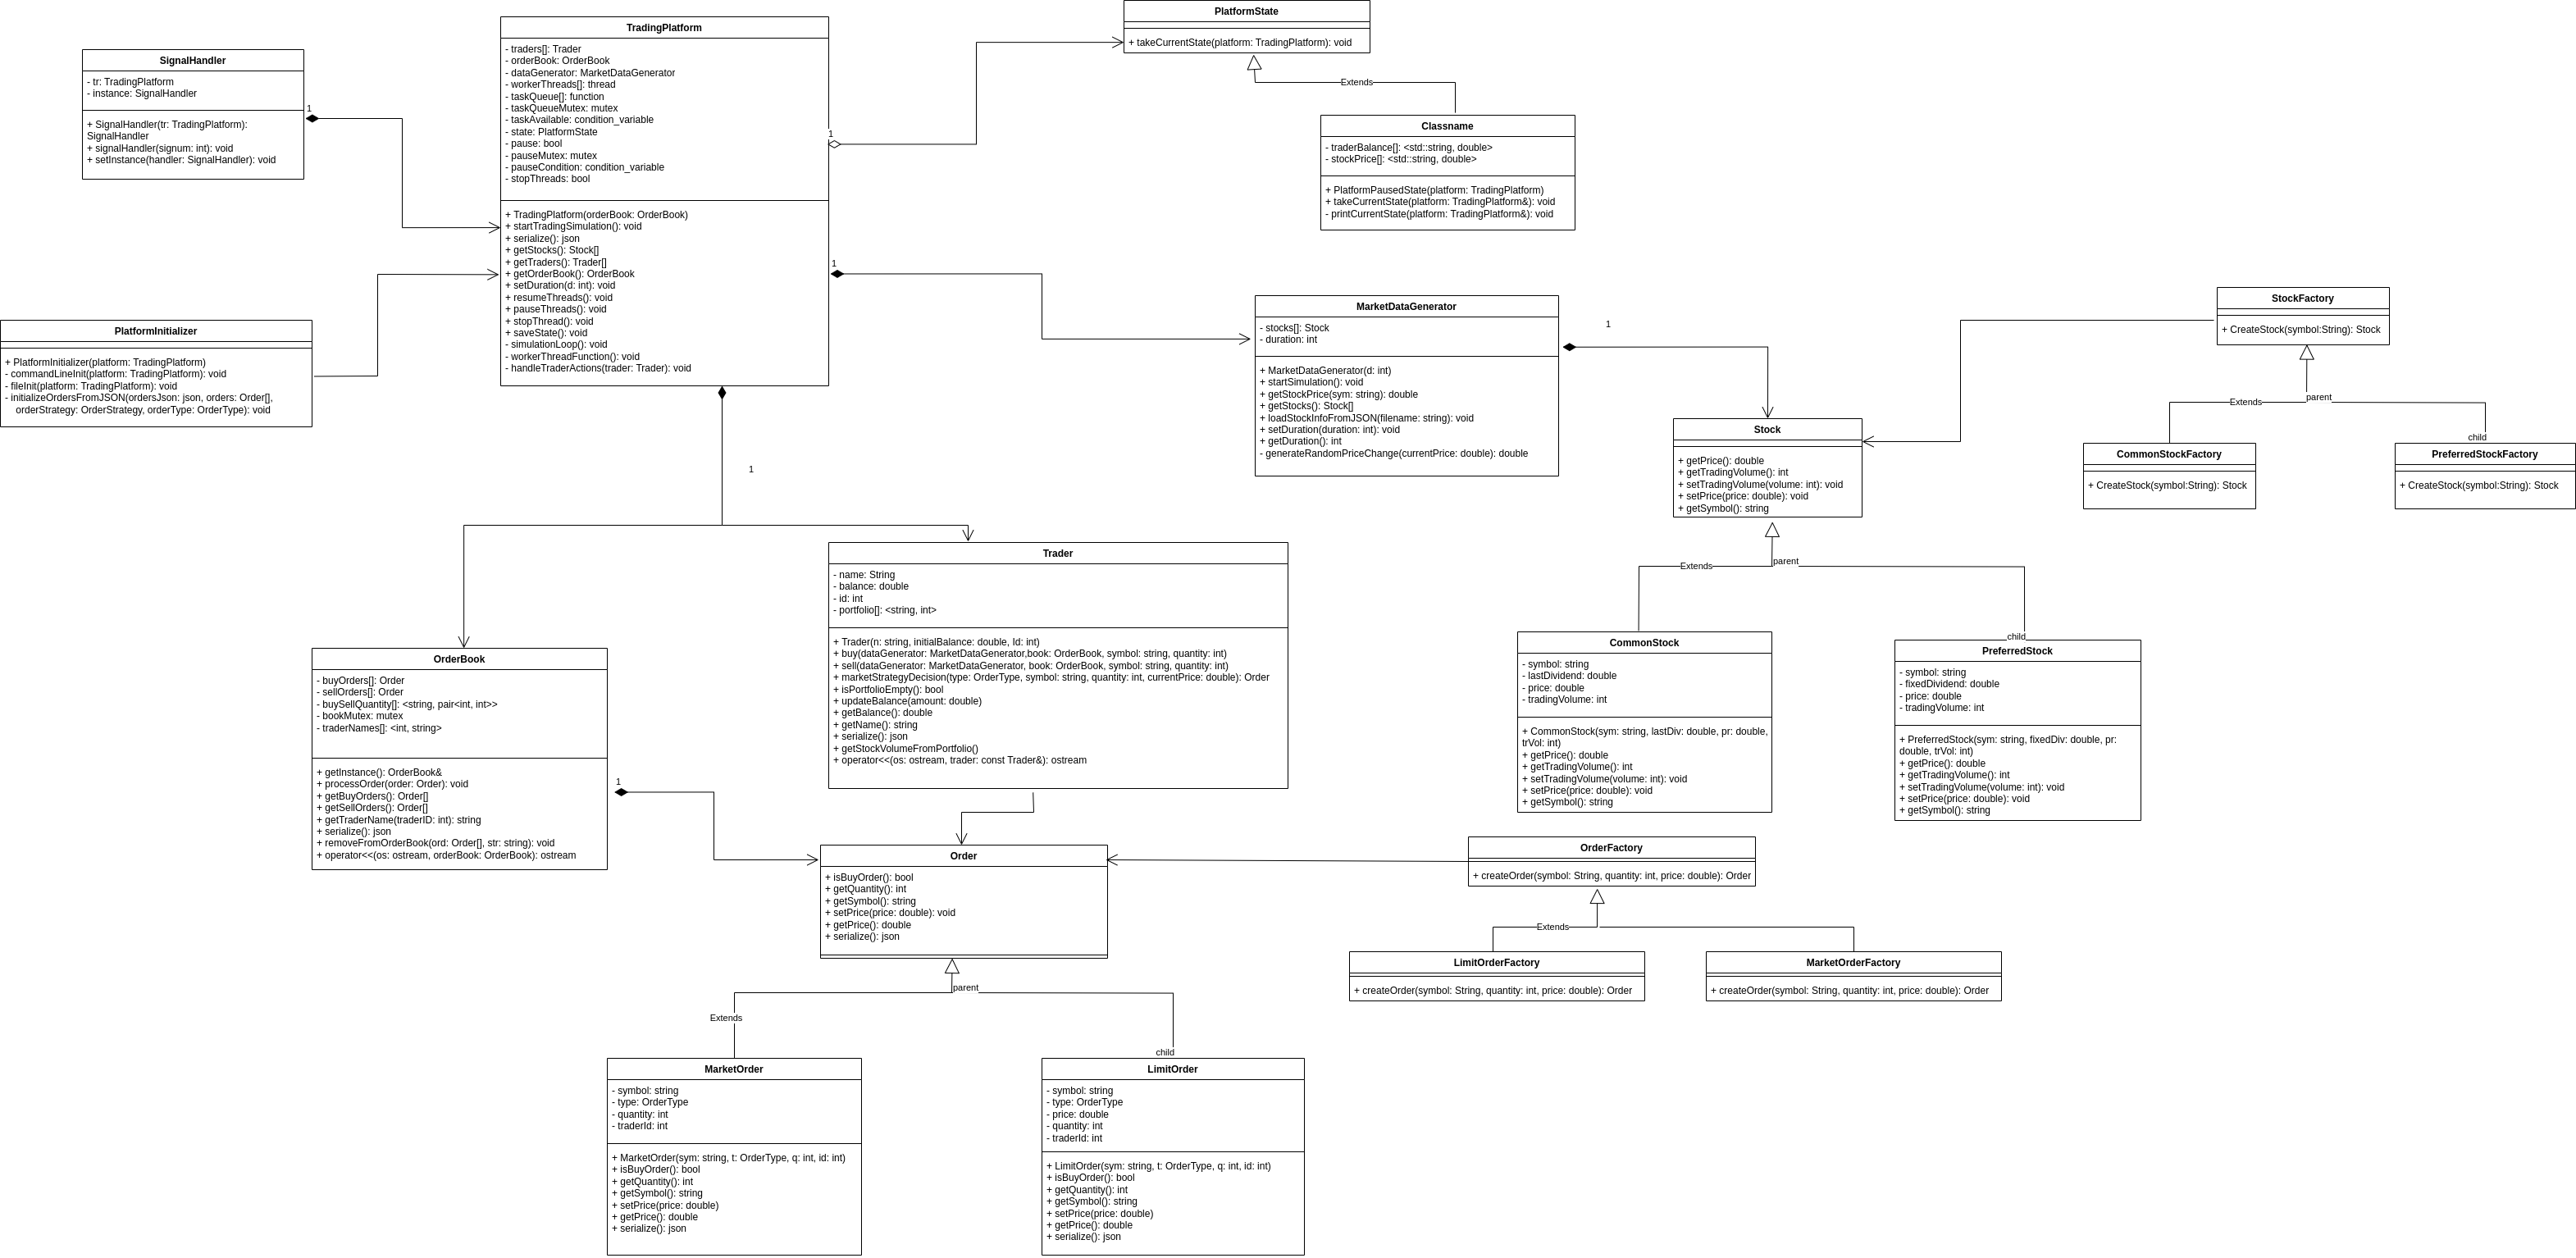 PlatformState
+ takeCurrentState(platform: TradingPlatform): void
TradingPlatform
- traders[]: Trader
- orderBook: OrderBook
- dataGenerator: MarketDataGenerator
- workerThreads[]: thread
- taskQueue[]: function
- taskQueueMutex: mutex
- taskAvailable: condition_variable
- state: PlatformState
- pause: bool
- pauseMutex: mutex
- pauseCondition: condition_variable
- stopThreads: bool
+ TradingPlatform(orderBook: OrderBook)
+ startTradingSimulation(): void
+ serialize(): json
+ getStocks(): Stock[]
+ getTraders(): Trader[]
+ getOrderBook(): OrderBook
+ setDuration(d: int): void
+ resumeThreads(): void
+ pauseThreads(): void
+ stopThread(): void
+ saveState(): void
- simulationLoop(): void
- workerThreadFunction(): void
- handleTraderActions(trader: Trader): void
SignalHandler
- tr: TradingPlatform
- instance: SignalHandler
+ SignalHandler(tr: TradingPlatform):
SignalHandler
+ signalHandler(signum: int): void
+ setInstance(handler: SignalHandler): void
1
1
Extends
Classname
- traderBalance[]: <std::string, double>
- stockPrice[]: <std::string, double>
+ PlatformPausedState(platform: TradingPlatform)
+ takeCurrentState(platform: TradingPlatform&): void
- printCurrentState(platform: TradingPlatform&): void
1
PlatformInitializer
+ PlatformInitializer(platform: TradingPlatform)
- commandLineInit(platform: TradingPlatform): void
- fileInit(platform: TradingPlatform): void
- initializeOrdersFromJSON(ordersJson: json, orders: Order[],
orderStrategy: OrderStrategy, orderType: OrderType): void
MarketDataGenerator
- stocks[]: Stock
- duration: int
+ MarketDataGenerator(d: int)
+ startSimulation(): void
+ getStockPrice(sym: string): double
+ getStocks(): Stock[]
+ loadStockInfoFromJSON(filename: string): void
+ setDuration(duration: int): void
+ getDuration(): int
- generateRandomPriceChange(currentPrice: double): double
1
StockFactory
+ CreateStock(symbol:String): Stock
Extends
parent
child
CommonStockFactory
+ CreateStock(symbol:String): Stock
PreferredStockFactory
+ CreateStock(symbol:String): Stock
Stock
+ getPrice(): double
+ getTradingVolume(): int
+ setTradingVolume(volume: int): void
+ setPrice(price: double): void
+ getSymbol(): string
1
Extends
parent
child
Trader
- name: String
- balance: double
- id: int
- portfolio[]: <string, int>
+ Trader(n: string, initialBalance: double, Id: int)
+ buy(dataGenerator: MarketDataGenerator,book: OrderBook, symbol: string, quantity: int)
+ sell(dataGenerator: MarketDataGenerator, book: OrderBook, symbol: string, quantity: int)
+ marketStrategyDecision(type: OrderType, symbol: string, quantity: int, currentPrice: double): Order
+ isPortfolioEmpty(): bool
+ updateBalance(amount: double)
+ getBalance(): double
+ getName(): string
+ serialize(): json
+ getStockVolumeFromPortfolio()
+ operator<<(os: ostream, trader: const Trader&): ostream
CommonStock
- symbol: string
- lastDividend: double
- price: double
- tradingVolume: int
+ CommonStock(sym: string, lastDiv: double, pr: double,
trVol: int)
+ getPrice(): double
+ getTradingVolume(): int
+ setTradingVolume(volume: int): void
+ setPrice(price: double): void
+ getSymbol(): string
PreferredStock
- symbol: string
- fixedDividend: double
- price: double
- tradingVolume: int
+ PreferredStock(sym: string, fixedDiv: double, pr:
double, trVol: int)
+ getPrice(): double
+ getTradingVolume(): int
+ setTradingVolume(volume: int): void
+ setPrice(price: double): void
+ getSymbol(): string
OrderBook
- buyOrders[]: Order
- sellOrders[]: Order
- buySellQuantity[]: <string, pair<int, int>>
- bookMutex: mutex
- traderNames[]: <int, string>
+ getInstance(): OrderBook&
+ processOrder(order: Order): void
+ getBuyOrders(): Order[]
+ getSellOrders(): Order[]
+ getTraderName(traderID: int): string
+ serialize(): json
+ removeFromOrderBook(ord: Order[], str: string): void
+ operator<<(os: ostream, orderBook: OrderBook): ostream
1
Order
+ isBuyOrder(): bool
+ getQuantity(): int
+ getSymbol(): string
+ setPrice(price: double): void
+ getPrice(): double
+ serialize(): json
OrderFactory
+ createOrder(symbol: String, quantity: int, price: double): Order
Extends
LimitOrderFactory
+ createOrder(symbol: String, quantity: int, price: double): Order
MarketOrderFactory
+ createOrder(symbol: String, quantity: int, price: double): Order
parent
Extends
child
MarketOrder
- symbol: string
- type: OrderType
- quantity: int
- traderId: int
+ MarketOrder(sym: string, t: OrderType, q: int, id: int)
+ isBuyOrder(): bool
+ getQuantity(): int
+ getSymbol(): string
+ setPrice(price: double)
+ getPrice(): double
+ serialize(): json
LimitOrder
- symbol: string
- type: OrderType
- price: double
- quantity: int
- traderId: int
+ LimitOrder(sym: string, t: OrderType, q: int, id: int)
+ isBuyOrder(): bool
+ getQuantity(): int
+ getSymbol(): string
+ setPrice(price: double)
+ getPrice(): double
+ serialize(): json